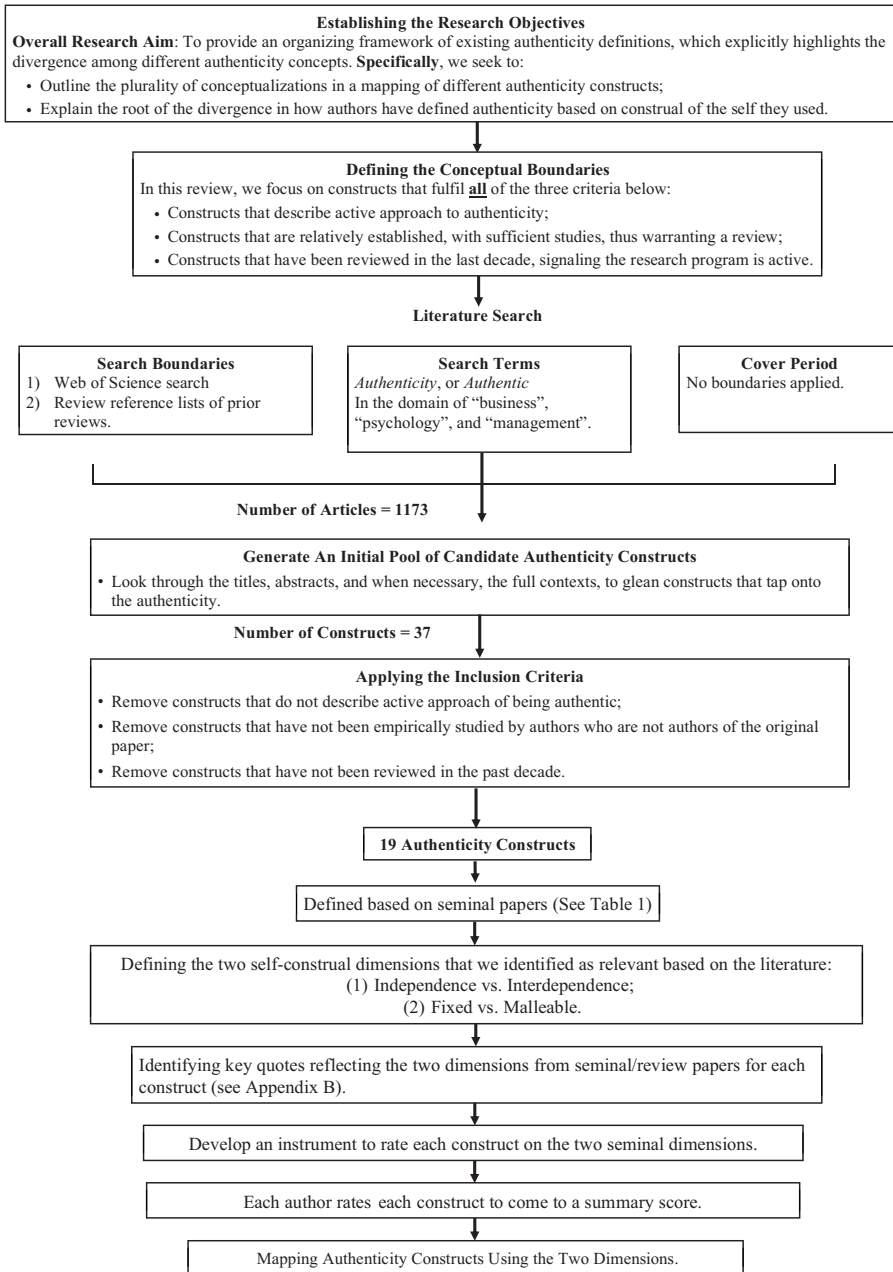 Establishing the Research Objectives
Overall Research Aim: To provide an organizing framework of existing authenticity definitions, which explicitly highlights the
divergence among different authenticity concepts. Specifically, we seek to:
• Outline the plurality of conceptualizations in a mapping of different authenticity constructs;
• Explain the root of the divergence in how authors have defined authenticity based on construal of the self they used.
Defining the Conceptual Boundaries
In this review, we focus on constructs that fulfil all of the three criteria below:
• Constructs that describe active approach to authenticity;
• Constructs that are relatively established, with sufficient studies, thus warranting a review;
• Constructs that have been reviewed in the last decade, signaling the research program is active.
Literature Search
Search Boundaries
1) Web of Science search
2) Review reference lists of prior
reviews.
Search Terms
Authenticity, or Authentic
In the domain of “business”,
“psychology”, and “management”.
Cover Period
No boundaries applied.
Number of Articles = 1173
Generate An Initial Pool of Candidate Authenticity Constructs
• Look through the titles, abstracts, and when necessary, the full contexts, to glean constructs that tap onto
the authenticity.
Number of Constructs = 37
Applying the Inclusion Criteria
• Remove constructs that do not describe active approach of being authentic;
• Remove constructs that have not been empirically studied by authors who are not authors of the original
paper;
• Remove constructs that have not been reviewed in the past decade.
19 Authenticity Constructs
Defined based on seminal papers (See Table 1)
Defining the two self-construal dimensions that we identified as relevant based on the literature:
(1) Independence vs. Interdependence;
(2) Fixed vs. Malleable.
Identifying key quotes reflecting the two dimensions from seminal/review papers for each
construct (see Appendix B).
Develop an instrument to rate each construct on the two seminal dimensions.
Each author rates each construct to come to a summary score.
Mapping Authenticity Constructs Using the Two Dimensions.